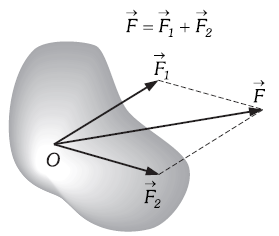 F⃗ = F⃗₁ + F⃗₂
F⃗₁
F⃗
O
F⃗₂